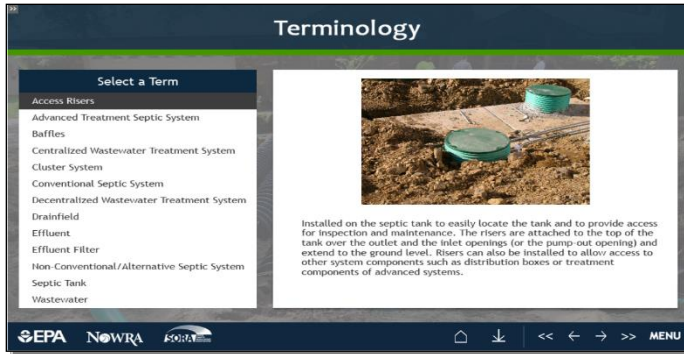 Terminology
Select a Term
Access Risers
Advanced Treatment Septic System
Baffles
Centralized Wastewater Treatment System
Cluster System
Conventional Septic System
Decentralized Wastewater Treatment System
Drainfield
Effluent
Effluent Filter
Non-Conventional/Alternative Septic System
Septic Tank
Wastewater
Installed on the septic tank to easily locate the tank and to provide access
for inspection and maintenance. The risers are attached to the top of the
tank over the outlet and the inlet openings (or the pump-out opening) and
extend to the ground level. Risers can also be installed to allow access to
other system components such as distribution boxes or treatment
components of advanced systems.
EPA NOWRA SORA << ← → >> MENU